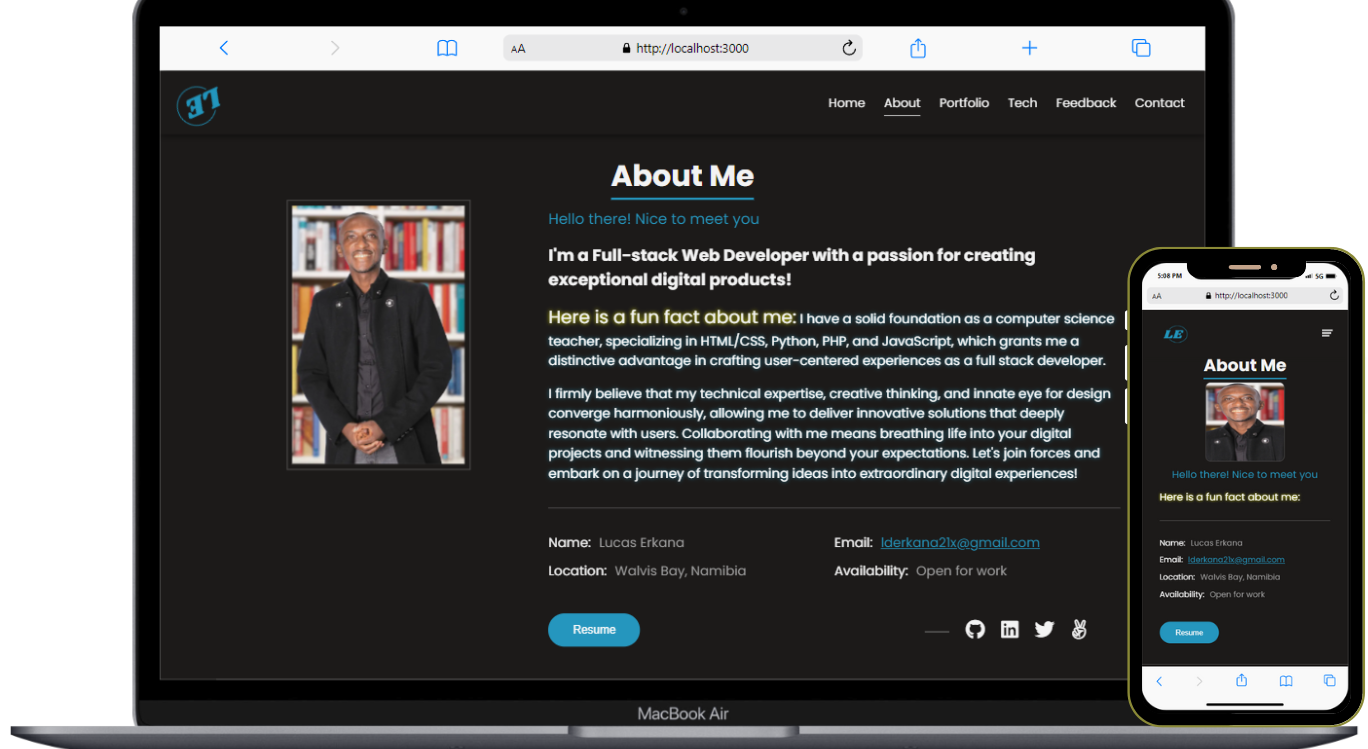 AA
http://localhost:3000
LE
Home About Portfolio Tech Feedback Contact
About Me
Hello there! Nice to meet you
I'm a Full-stack Web Developer with a passion for creating
exceptional digital products!
Here is a fun fact about me: I have a solid foundation as a computer science
teacher, specializing in HTML/CSS, Python, PHP, and JavaScript, which grants me a
distinctive advantage in crafting user-centered experiences as a full stack developer.
I firmly believe that my technical expertise, creative thinking, and innate eye for design
converge harmoniously, allowing me to deliver innovative solutions that deeply
resonate with users. Collaborating with me means breathing life into your digital
projects and witnessing them flourish beyond your expectations. Let's join forces and
embark on a journey of transforming ideas into extraordinary digital experiences!
Name: Lucas Erkana
Email: lderkana21x@gmail.com
Location: Walvis Bay, Namibia
Availability: Open for work
Resume
MacBook Air
5:08 PM
5G
AA
http://localhost:3000
LE
About Me
Hello there! Nice to meet you
Here is a fun fact about me:
Name: Lucas Erkana
Email: lderkana21x@gmail.com
Location: Walvis Bay, Namibia
Availability: Open for work
Resume